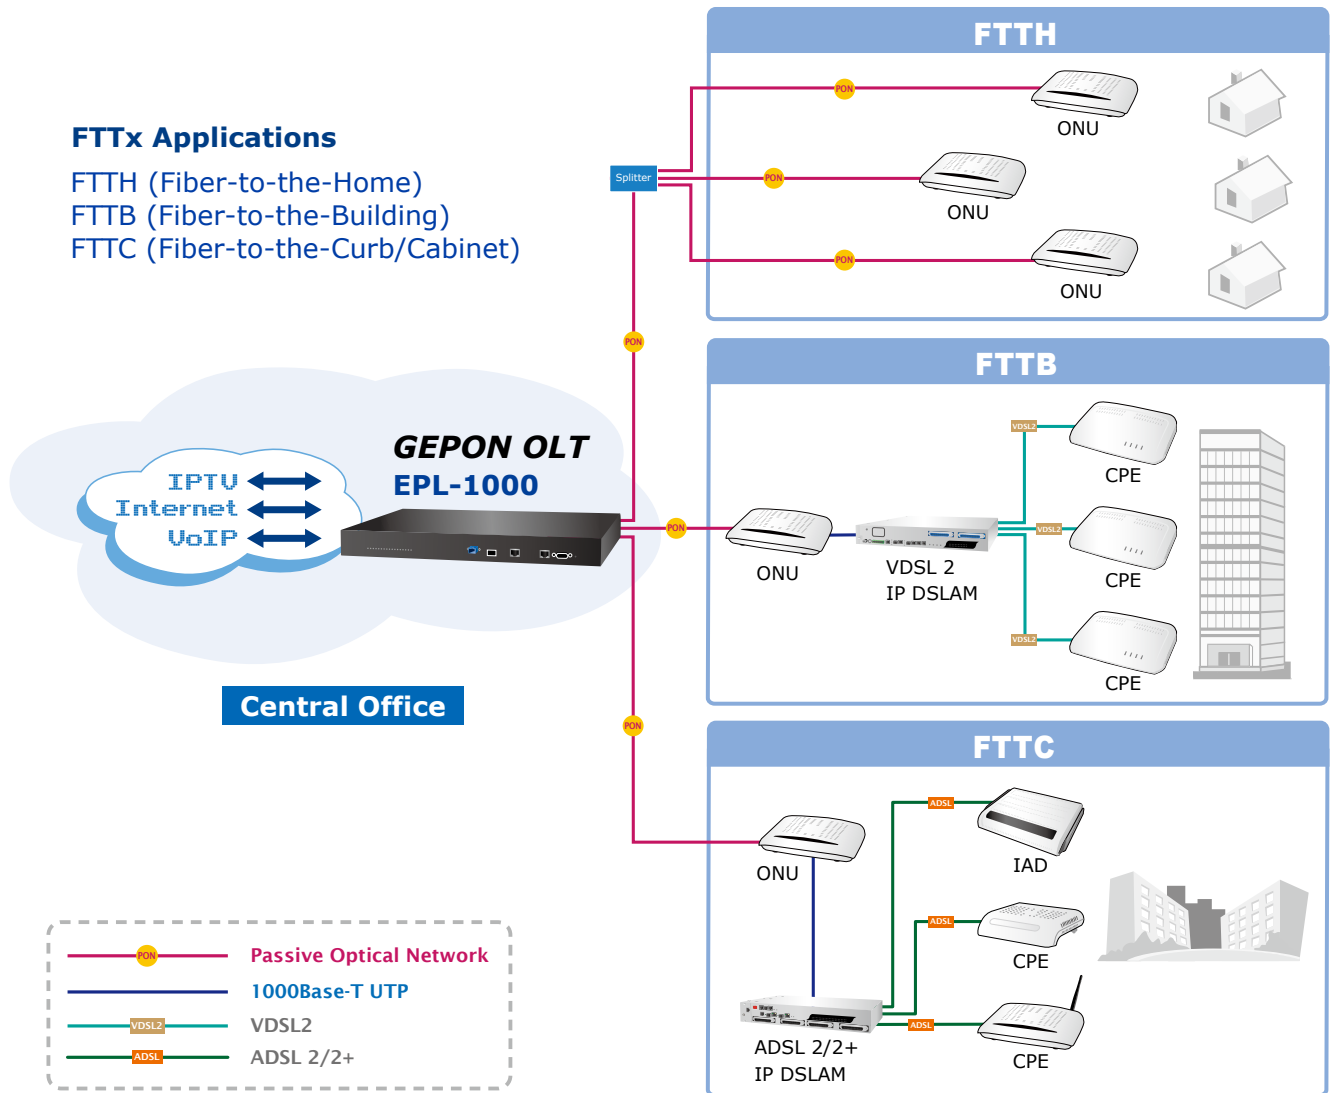 FTTx Applications
FTTH (Fiber-to-the-Home)
FTTB (Fiber-to-the-Building)
FTTC (Fiber-to-the-Curb/Cabinet)
GEPON OLT
EPL-1000
IPTV
Internet
VoIP
Central Office
Splitter
PON
PON
PON
FTTH
PON
ONU
PON
ONU
PON
ONU
FTTB
ONU
VDSL 2
IP DSLAM
VDSL2
CPE
VDSL2
CPE
VDSL2
CPE
FTTC
ONU
ADSL 2/2+
IP DSLAM
ADSL
IAD
ADSL
CPE
ADSL
CPE
PON Passive Optical Network
1000Base-T UTP
VDSL2 VDSL2
ADSL ADSL 2/2+